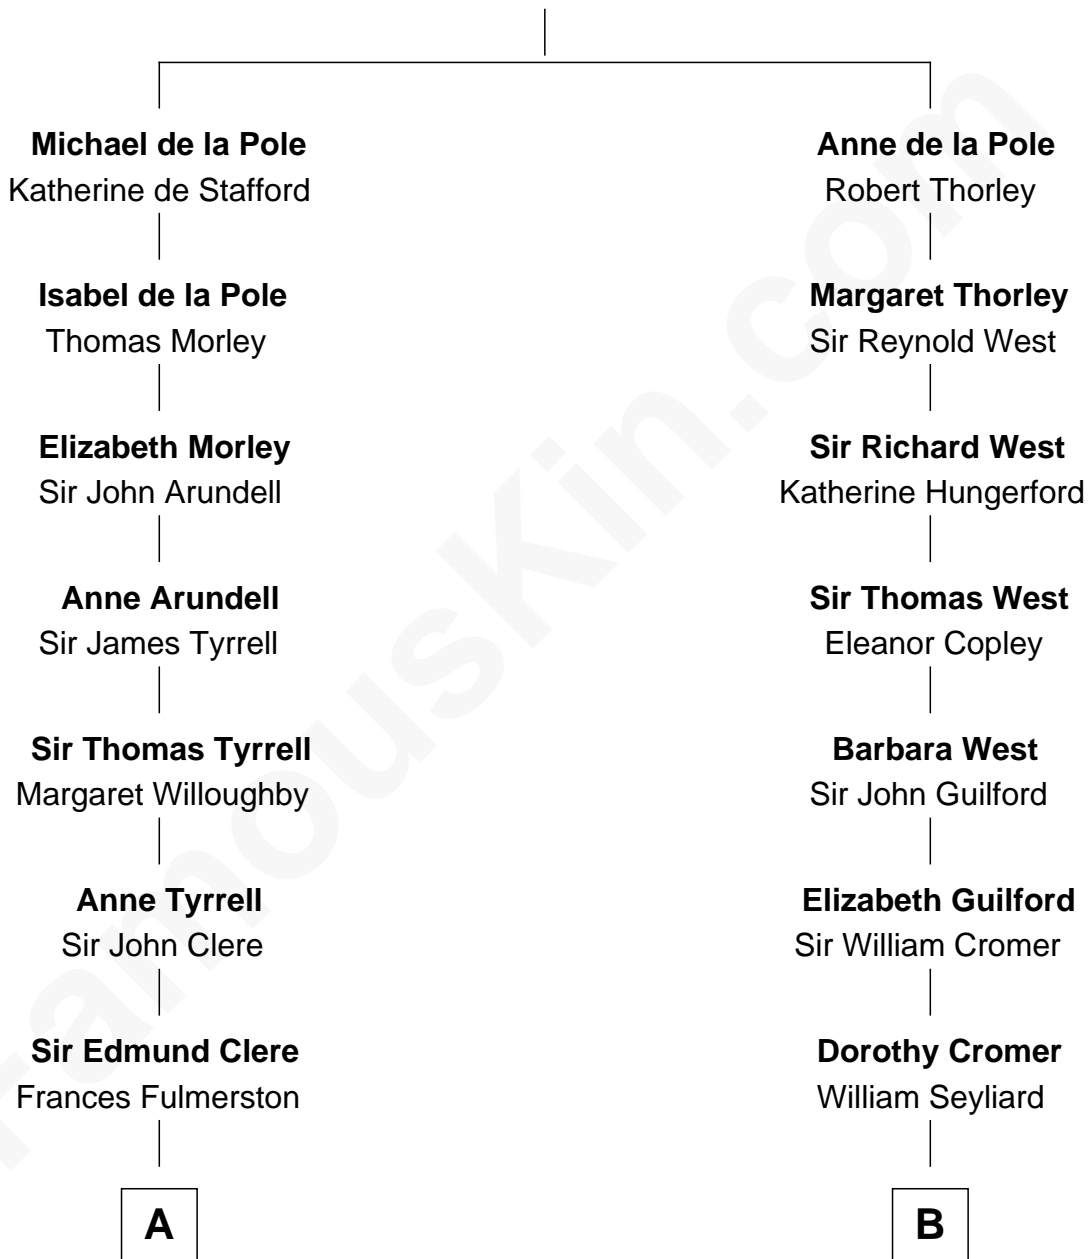 Michael de la Pole
Katherine de Stafford
Isabel de la Pole
Thomas Morley
Elizabeth Morley
Sir John Arundell
Anne Arundell
Sir James Tyrrell
Sir Thomas Tyrrell
Margaret Willoughby
Anne Tyrrell
Sir John Clere
Sir Edmund Clere
Frances Fulmerston
A
Anne de la Pole
Robert Thorley
Margaret Thorley
Sir Reynold West
Sir Richard West
Katherine Hungerford
Sir Thomas West
Eleanor Copley
Barbara West
Sir John Guilford
Elizabeth Guilford
Sir William Cromer
Dorothy Cromer
William Seyliard
B
FamousKin.com